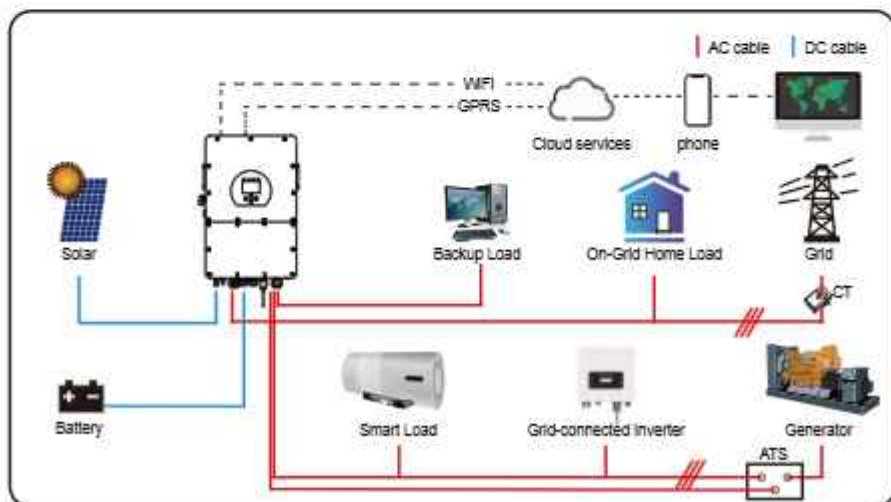 AC cable
DC cable
WIFI
GPRS
Cloud services
phone
Solar
Backup Load
On-Grid Home Load
Grid
CT
Battery
Smart Load
Grid-connected Inverter
Generator
ATS